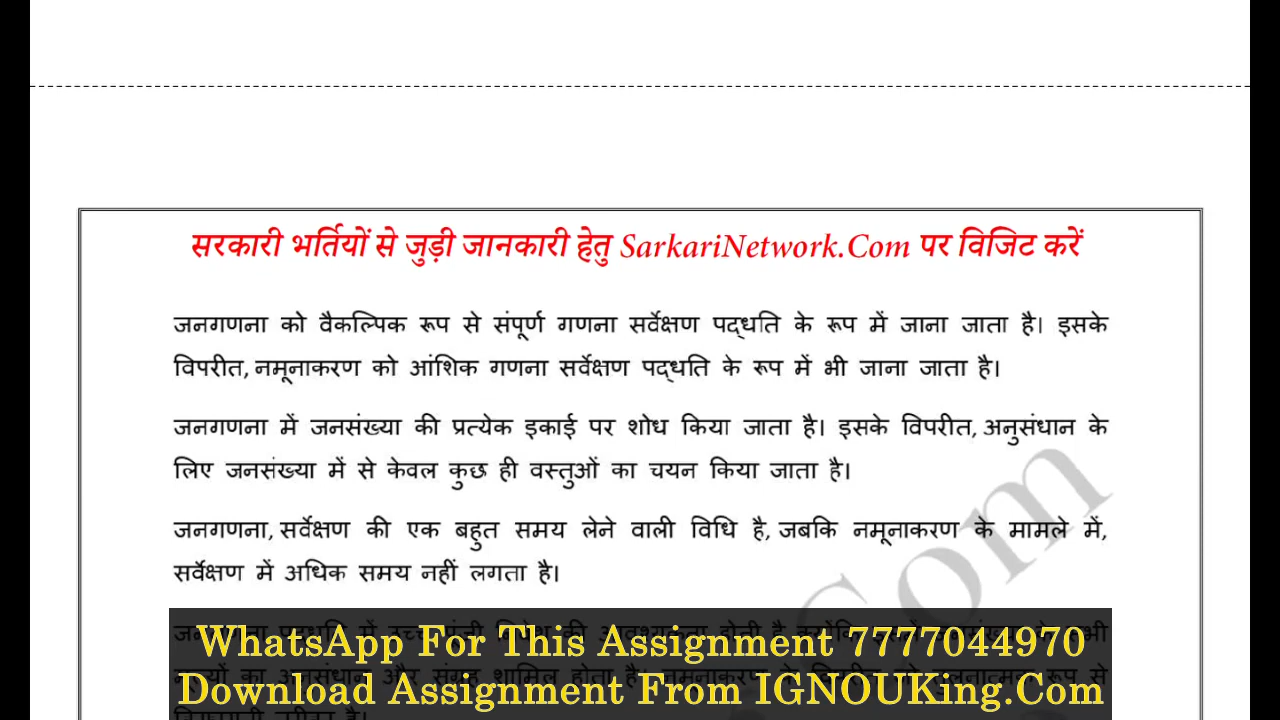 सरकारी भर्तियों से जुड़ी जानकारी हेतु SarkariNetwork.Com पर विजिट करें
जनगणना को वैकल्पिक रूप से संपूर्ण गणना सर्वेक्षण पद्धति के रूप में जाना जाता है। इसके
विपरीत, नमूनाकरण को आंशिक गणना सर्वेक्षण पद्धति के रूप में भी जाना जाता है।
जनगणना में जनसंख्या की प्रत्येक इकाई पर शोध किया जाता है। इसके विपरीत, अनुसंधान के
लिए जनसंख्या में से केवल कुछ ही वस्तुओं का चयन किया जाता है।
जनगणना, सर्वेक्षण की एक बहुत समय लेने वाली विधि है, जबकि नमूनाकरण के मामले में,
सर्वेक्षण में अधिक समय नहीं लगता है।
WhatsApp For This Assignment 7777044970
Download Assignment From IGNOUKing.Com